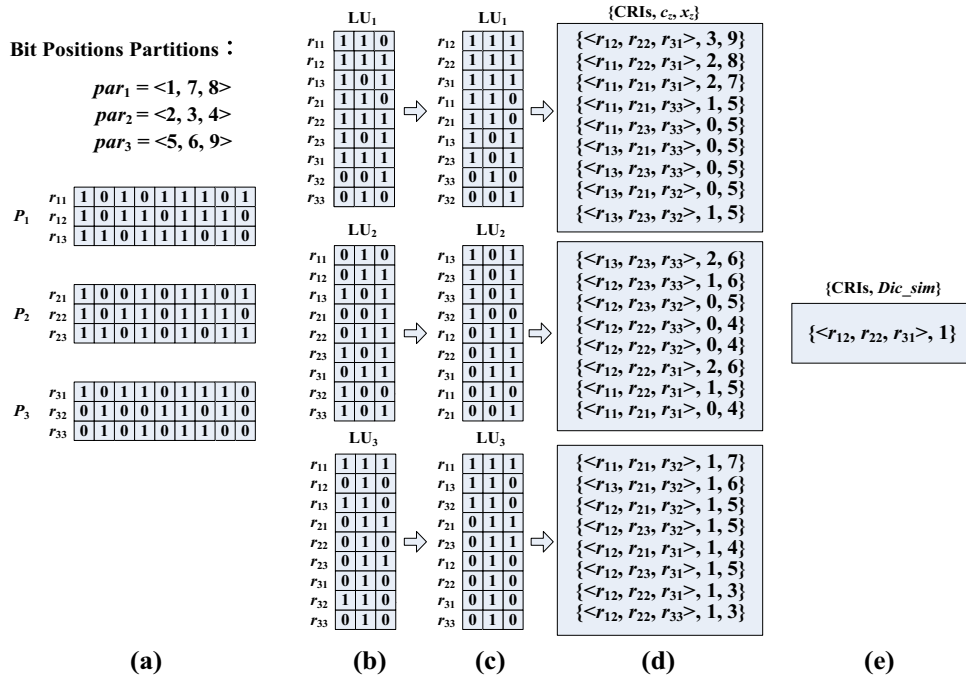 Bit Positions Partitions：
par1 = <1, 7, 8>
par2 = <2, 3, 4>
par3 = <5, 6, 9>
P1
r11 1 0 1 0 1 1 1 0 1
r12 1 0 1 1 0 1 1 1 0
r13 1 1 0 1 1 1 0 1 0
P2
r21 1 0 0 1 0 1 1 0 1
r22 1 0 1 1 0 1 1 1 0
r23 1 1 0 1 0 1 0 1 1
P3
r31 1 0 1 1 0 1 1 1 0
r32 0 1 0 0 1 1 0 1 0
r33 0 1 0 1 0 1 1 0 0
(a)
LU1
r11 1 1 0
r12 1 1 1
r13 1 0 1
r21 1 1 0
r22 1 1 1
r23 1 0 1
r31 1 1 1
r32 0 0 1
r33 0 1 0
LU2
r11 0 1 0
r12 0 1 1
r13 1 0 1
r21 0 0 1
r22 0 1 1
r23 1 0 1
r31 0 1 1
r32 1 0 0
r33 1 0 1
LU3
r11 1 1 1
r12 0 1 0
r13 1 1 0
r21 0 1 1
r22 0 1 0
r23 0 1 1
r31 0 1 0
r32 1 1 0
r33 0 1 0
(b)
LU1
r12 1 1 1
r22 1 1 1
r31 1 1 1
r11 1 1 0
r21 1 1 0
r13 1 0 1
r23 1 0 1
r33 0 1 0
r32 0 0 1
LU2
r13 1 0 1
r23 1 0 1
r33 1 0 1
r32 1 0 0
r12 0 1 1
r22 0 1 1
r31 0 1 1
r11 0 1 0
r21 0 0 1
LU3
r11 1 1 1
r13 1 1 0
r32 1 1 0
r21 0 1 1
r23 0 1 1
r12 0 1 0
r22 0 1 0
r31 0 1 0
r33 0 1 0
(c)
{CRIs, cz, xz}
{<r12, r22, r31>, 3, 9}
{<r11, r22, r31>, 2, 8}
{<r11, r21, r31>, 2, 7}
{<r11, r21, r33>, 1, 5}
{<r11, r23, r33>, 0, 5}
{<r13, r21, r33>, 0, 5}
{<r13, r23, r33>, 0, 5}
{<r13, r21, r32>, 0, 5}
{<r13, r23, r32>, 1, 5}
{<r13, r23, r33>, 2, 6}
{<r12, r23, r33>, 1, 6}
{<r12, r23, r32>, 0, 5}
{<r12, r22, r33>, 0, 4}
{<r12, r22, r32>, 0, 4}
{<r12, r22, r31>, 2, 6}
{<r11, r22, r31>, 1, 5}
{<r11, r21, r31>, 0, 4}
{<r11, r21, r32>, 1, 7}
{<r13, r21, r32>, 1, 6}
{<r12, r21, r32>, 1, 5}
{<r12, r23, r32>, 1, 5}
{<r12, r21, r31>, 1, 4}
{<r12, r23, r31>, 1, 5}
{<r12, r22, r31>, 1, 3}
{<r12, r22, r33>, 1, 3}
(d)
{CRIs, Dic_sim}
{<r12, r22, r31>, 1}
(e)